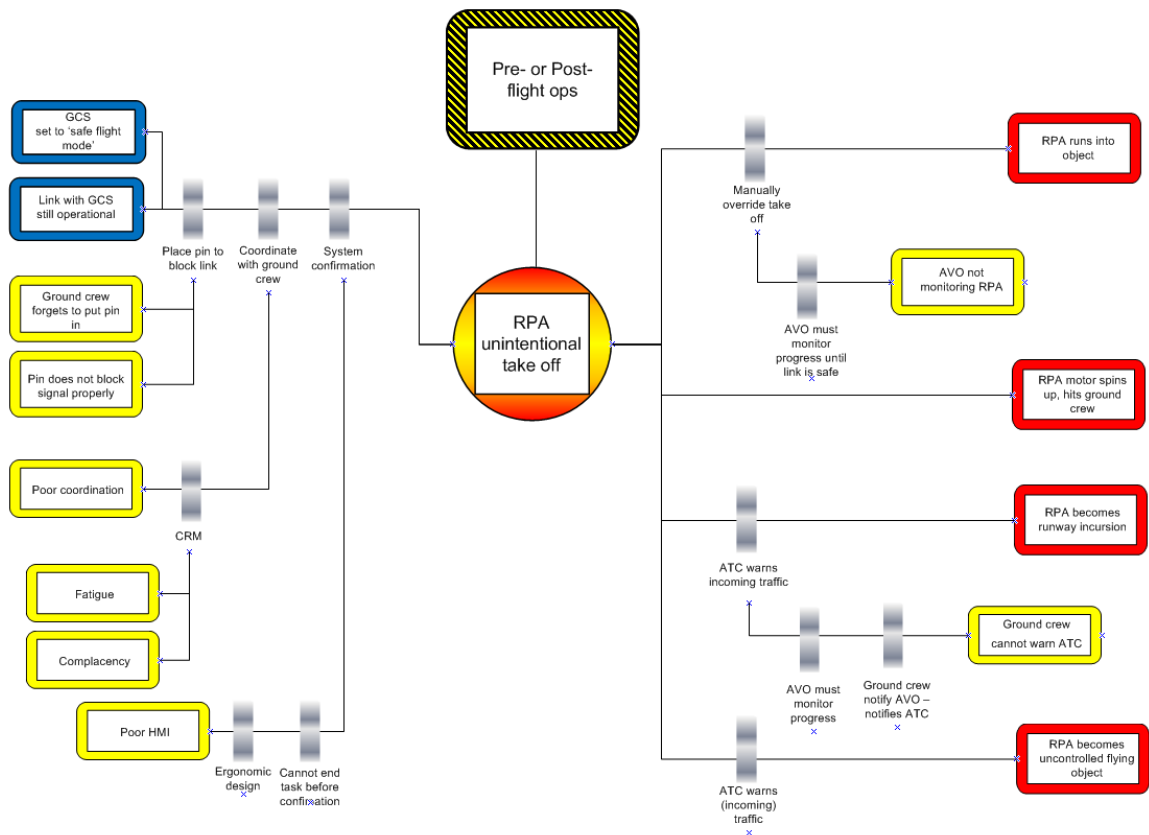 Pre- or Post-
flight ops
GCS
set to ‘safe flight
mode’
Link with GCS
still operational
Place pin to
block link
Coordinate
with ground
crew
System
confirmation
Ground crew
forgets to put pin
in
Pin does not block
signal properly
Poor coordination
CRM
Fatigue
Complacency
Poor HMI
Ergonomic
design
Cannot end
task before
confirmation
RPA
unintentional
take off
Manually
override take
off
RPA runs into
object
AVO must
monitor
progress until
link is safe
AVO not
monitoring RPA
RPA motor spins
up, hits ground
crew
ATC warns
incoming traffic
RPA becomes
runway incursion
AVO must
monitor
progress
Ground crew
notify AVO –
notifies ATC
Ground crew
cannot warn ATC
ATC warns
(incoming)
traffic
RPA becomes
uncontrolled flying
object